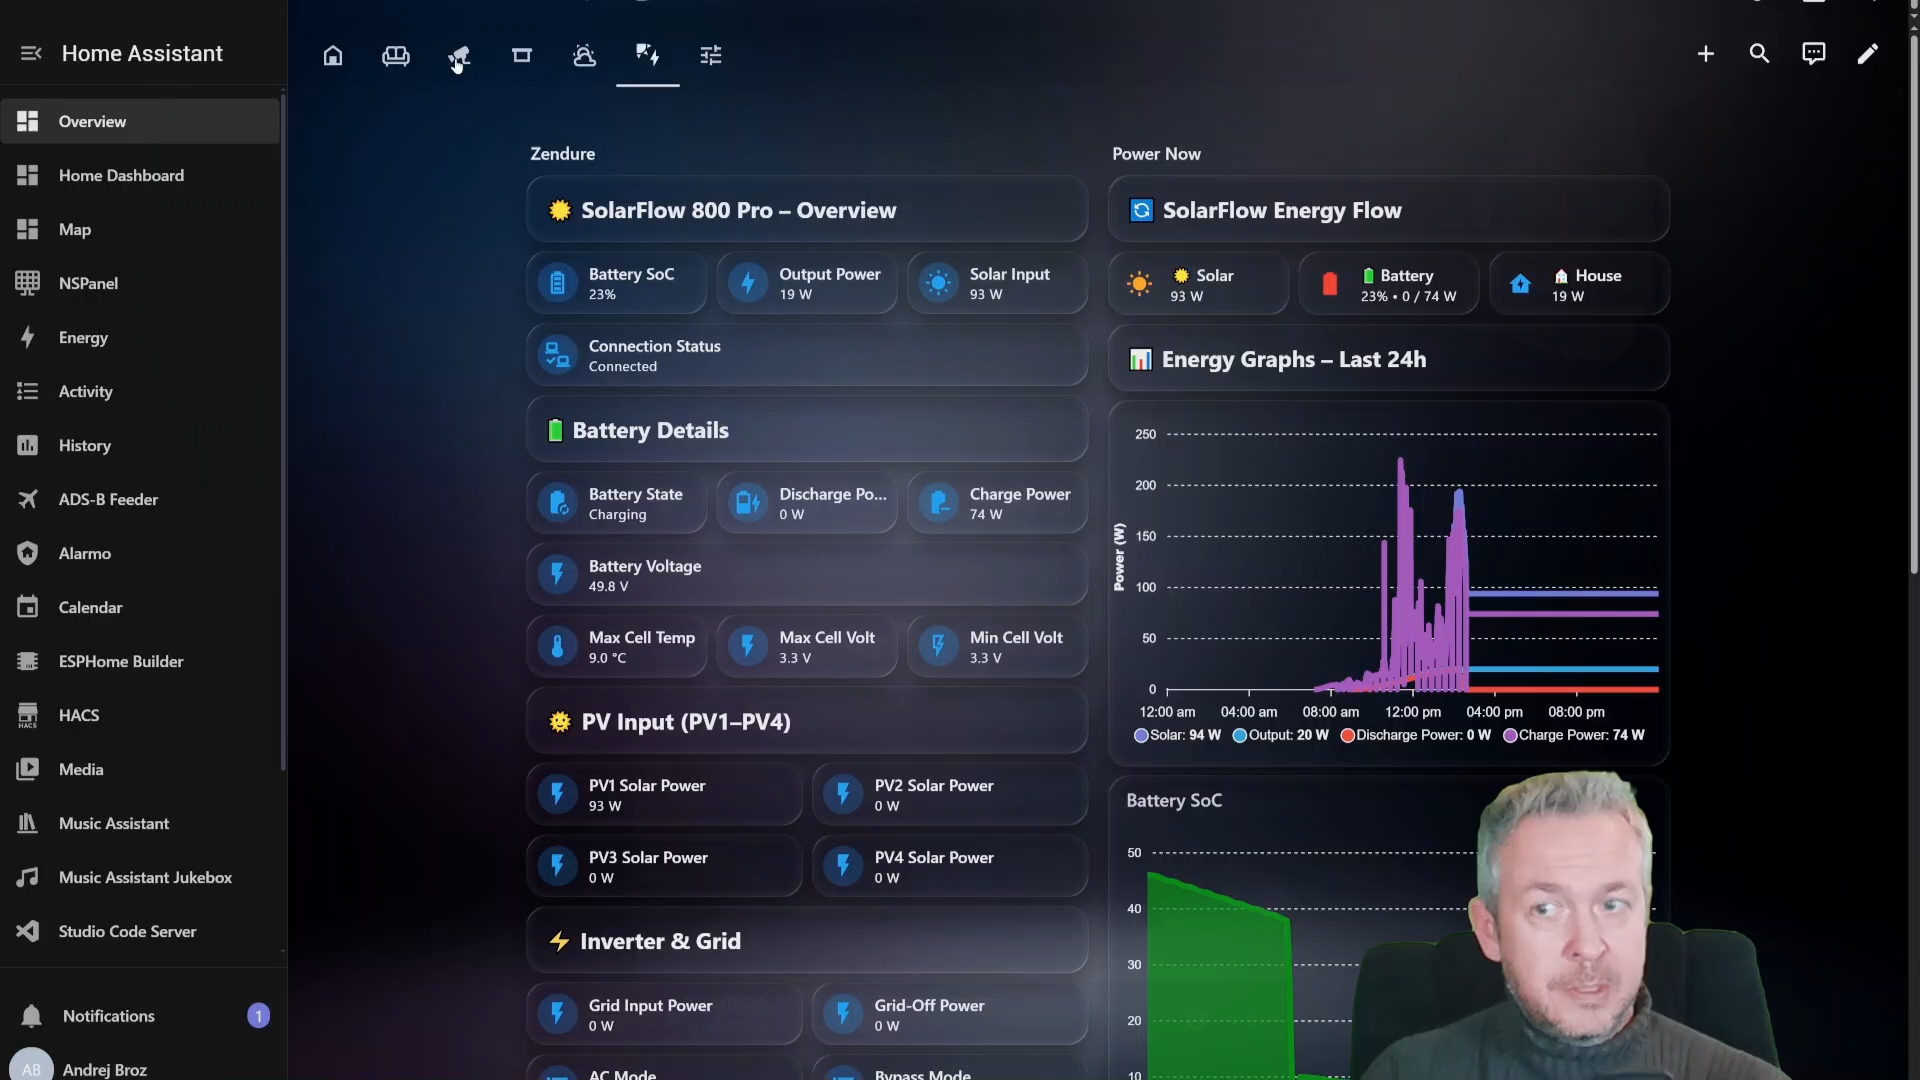 Home Assistant
Overview
Home Dashboard
Map
NSPanel
Energy
Activity
History
ADS-B Feeder
Alarmo
Calendar
ESPHome Builder
HACS
HACS
Media
Music Assistant
Music Assistant Jukebox
Studio Code Server
Notifications
1
AB
Andrej Broz
Zendure
SolarFlow 800 Pro – Overview
Battery SoC
23%
Output Power
19 W
Solar Input
93 W
Connection Status
Connected
Battery Details
Battery State
Charging
Discharge Po...
0 W
Charge Power
74 W
Battery Voltage
49.8 V
Max Cell Temp
9.0 °C
Max Cell Volt
3.3 V
Min Cell Volt
3.3 V
PV Input (PV1–PV4)
PV1 Solar Power
93 W
PV2 Solar Power
0 W
PV3 Solar Power
0 W
PV4 Solar Power
0 W
Inverter & Grid
Grid Input Power
0 W
Grid-Off Power
0 W
AC Mode
Bypass Mode
Power Now
SolarFlow Energy Flow
Solar
93 W
Battery
23% • 0 / 74 W
House
19 W
Energy Graphs – Last 24h
Power (W)
250
200
150
100
50
0
12:00 am 04:00 am 08:00 am 12:00 pm 04:00 pm 08:00 pm
Solar: 94 W Output: 20 W Discharge Power: 0 W Charge Power: 74 W
Battery SoC
50
40
30
20
10